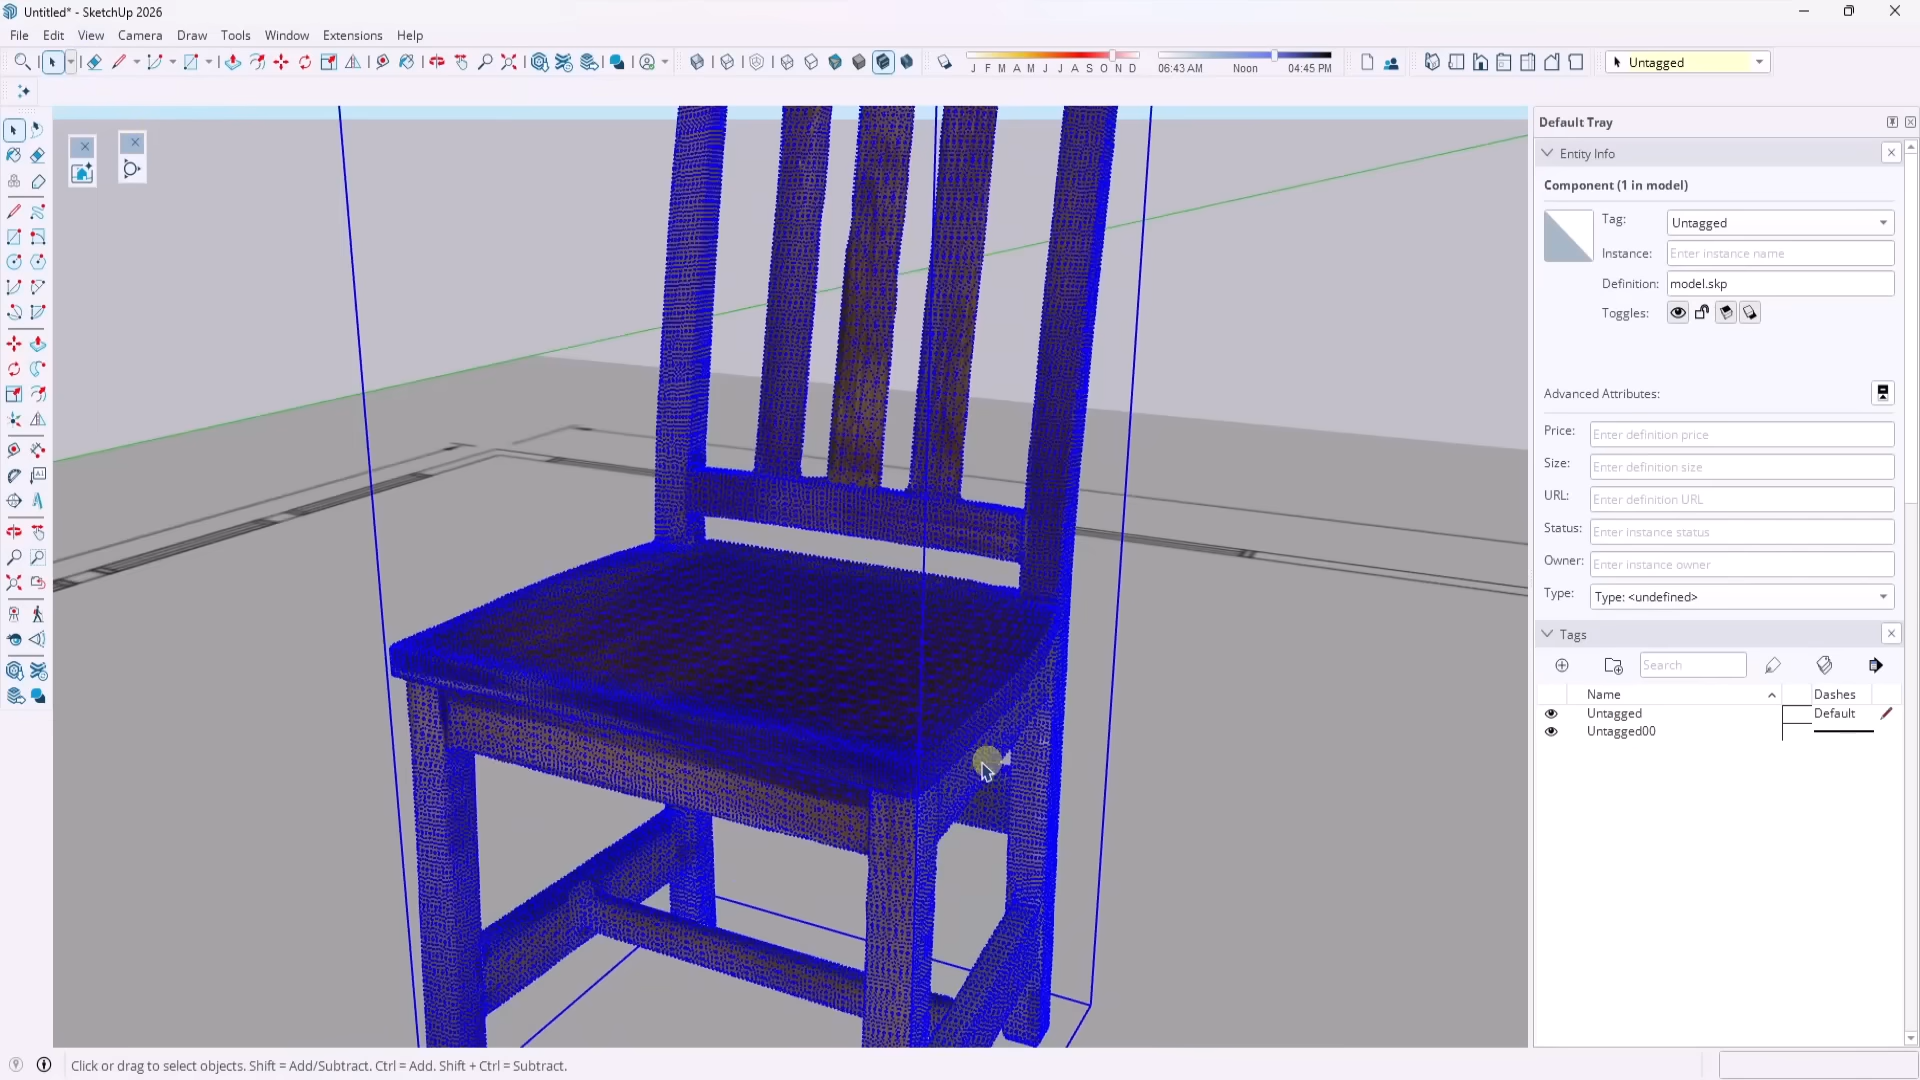 Untitled* - SketchUp 2026
File Edit View Camera Draw Tools Window Extensions Help
J F M A M J J A S O N D
06:43 AM Noon 04:45 PM
Untagged
Default Tray
Entity Info
Component (1 in model)
Tag: Untagged
Instance: Enter instance name
Definition: model.skp
Toggles:
Advanced Attributes:
Price: Enter definition price
Size: Enter definition size
URL: Enter definition URL
Status: Enter instance status
Owner: Enter instance owner
Type: Type: <undefined>
Tags
Search
Name Dashes
Untagged Default
Untagged00
Click or drag to select objects. Shift = Add/Subtract. Ctrl = Add. Shift + Ctrl = Subtract.